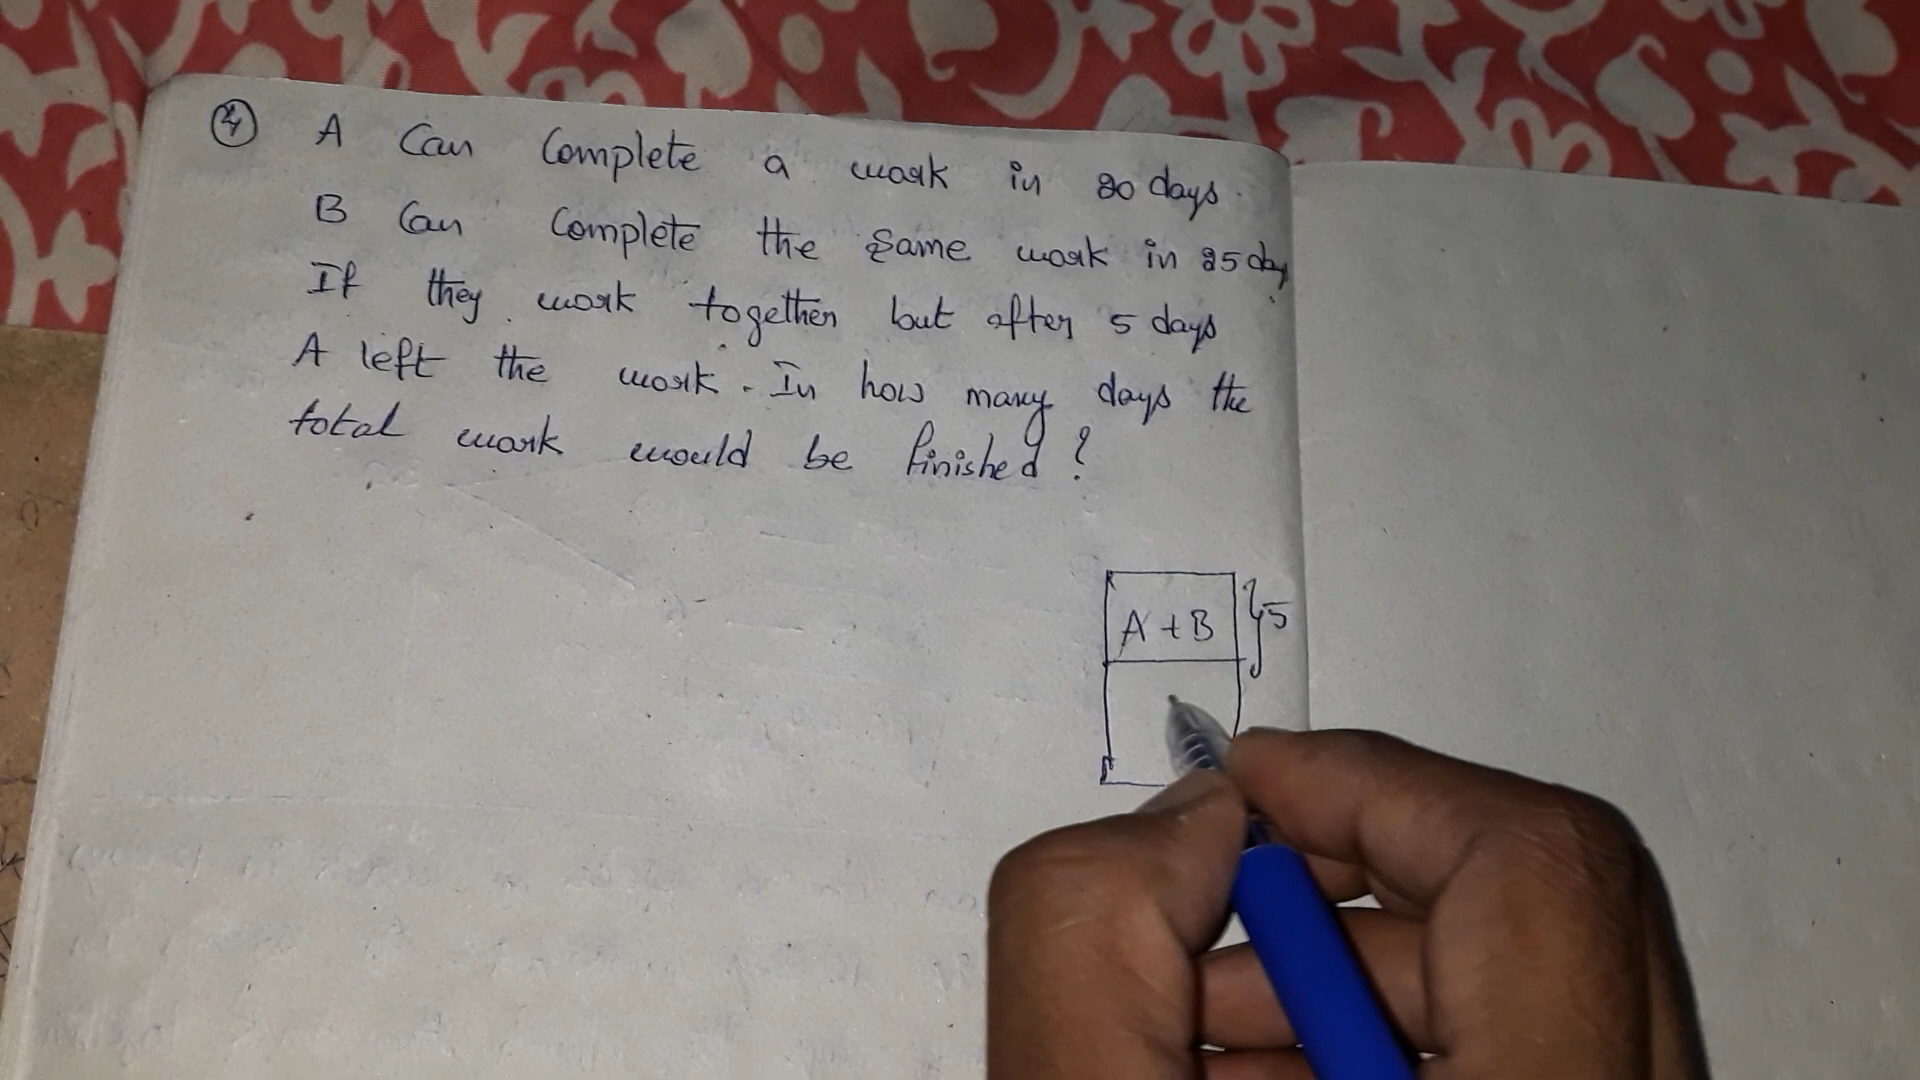 ④ A Can Complete a work in 20 days.
B Can Complete the Same work in 25 day
If they work together but after 5 days
A left the work. In how many days the
total work would be finished?
A + B } 5